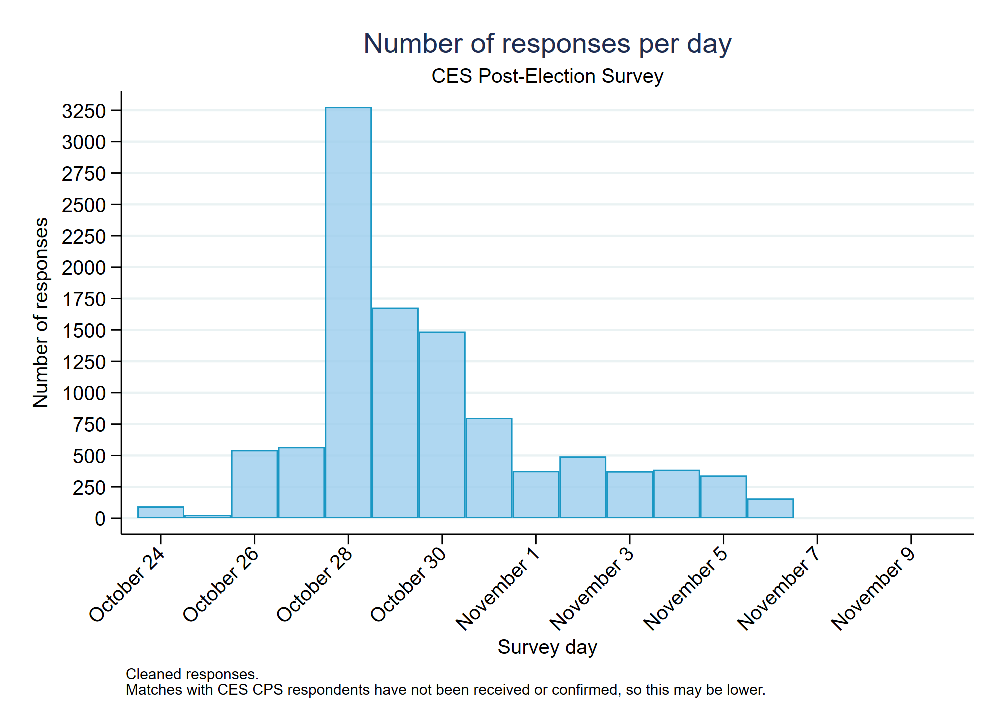 Number of responses per day
CES Post-Election Survey
Number of responses
3250
3000
2750
2500
2250
2000
1750
1500
1250
1000
750
500
250
0
October 24
October 26
October 28
October 30
November 1
November 3
November 5
November 7
November 9
Survey day
Cleaned responses.
Matches with CES CPS respondents have not been received or confirmed, so this may be lower.